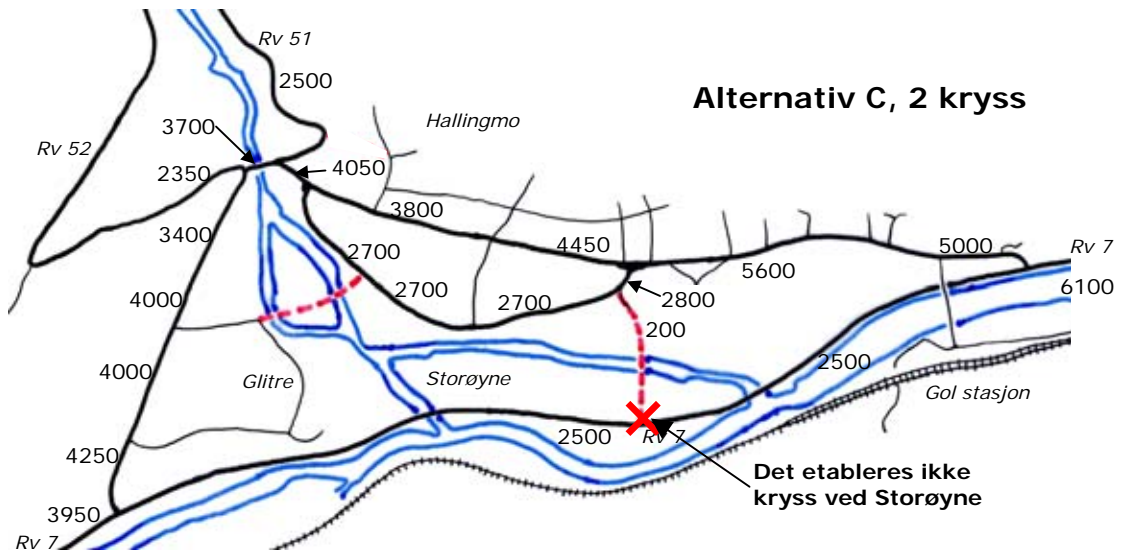 Rv 51
2500
Alternativ C, 2 kryss
Hallingmo
3700
Rv 52
2350
4050
3800
3400
4450
5000
Rv 7
2700
5600
6100
2700
2700
2800
4000
200
4000
Glitre
Storøyne
2500
Gol stasjon
2500
Rv 7
4250
Det etableres ikke
kryss ved Storøyne
3950
Rv 7